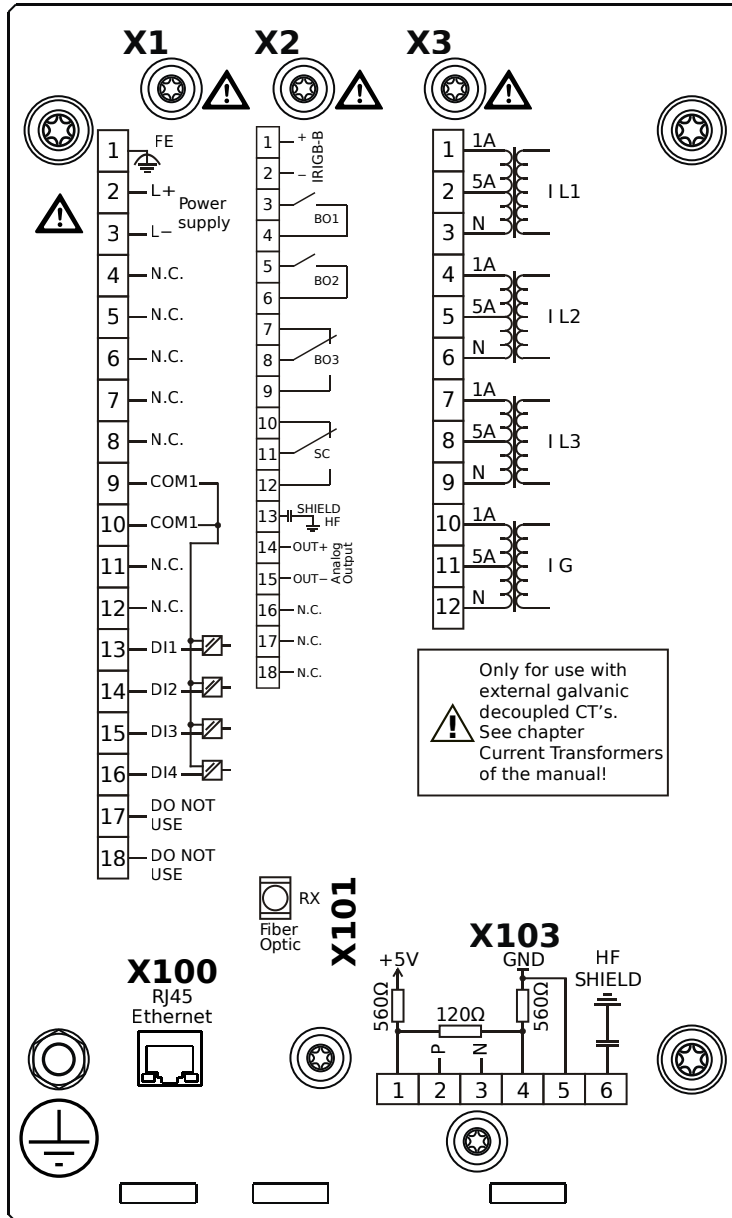 X1
1 FE
2 L+ Power
supply
3 L−
4 N.C.
5 N.C.
6 N.C.
7 N.C.
8 N.C.
9 COM1
10 COM1
11 N.C.
12 N.C.
13 DI1
14 DI2
15 DI3
16 DI4
17 DO NOT
USE
18 DO NOT
USE
X2
1 +
2 −
IRIGB-B
3
4
BO1
5
6
BO2
7
8 BO3
9
10
11 SC
12
13 SHIELD
HF
14 OUT+
15 OUT−
Analog
Output
16 N.C.
17 N.C.
18 N.C.
X3
1 1A
2 5A I L1
3 N
4 1A
5 5A I L2
6 N
7 1A
8 5A I L3
9 N
10 1A
11 5A I G
12 N
Only for use with
external galvanic
decoupled CT's.
See chapter
Current Transformers
of the manual!
RX
Fiber
Optic
X101
X100
RJ45
Ethernet
X103
+5V
GND
HF
SHIELD
560Ω
120Ω
560Ω
P
N
1 2 3 4 5 6